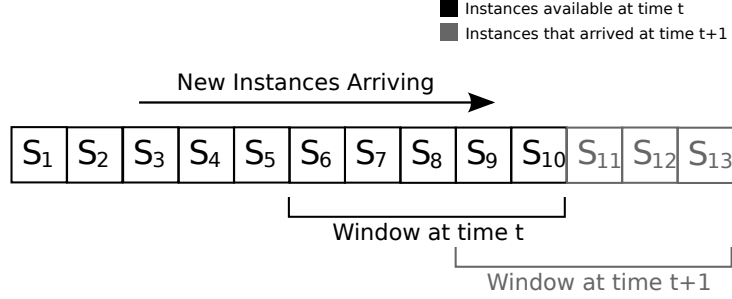 Instances available at time t
Instances that arrived at time t+1
New Instances Arriving
S₁ S₂ S₃ S₄ S₅ S₆ S₇ S₈ S₉ S₁₀ S₁₁ S₁₂ S₁₃
Window at time t
Window at time t+1